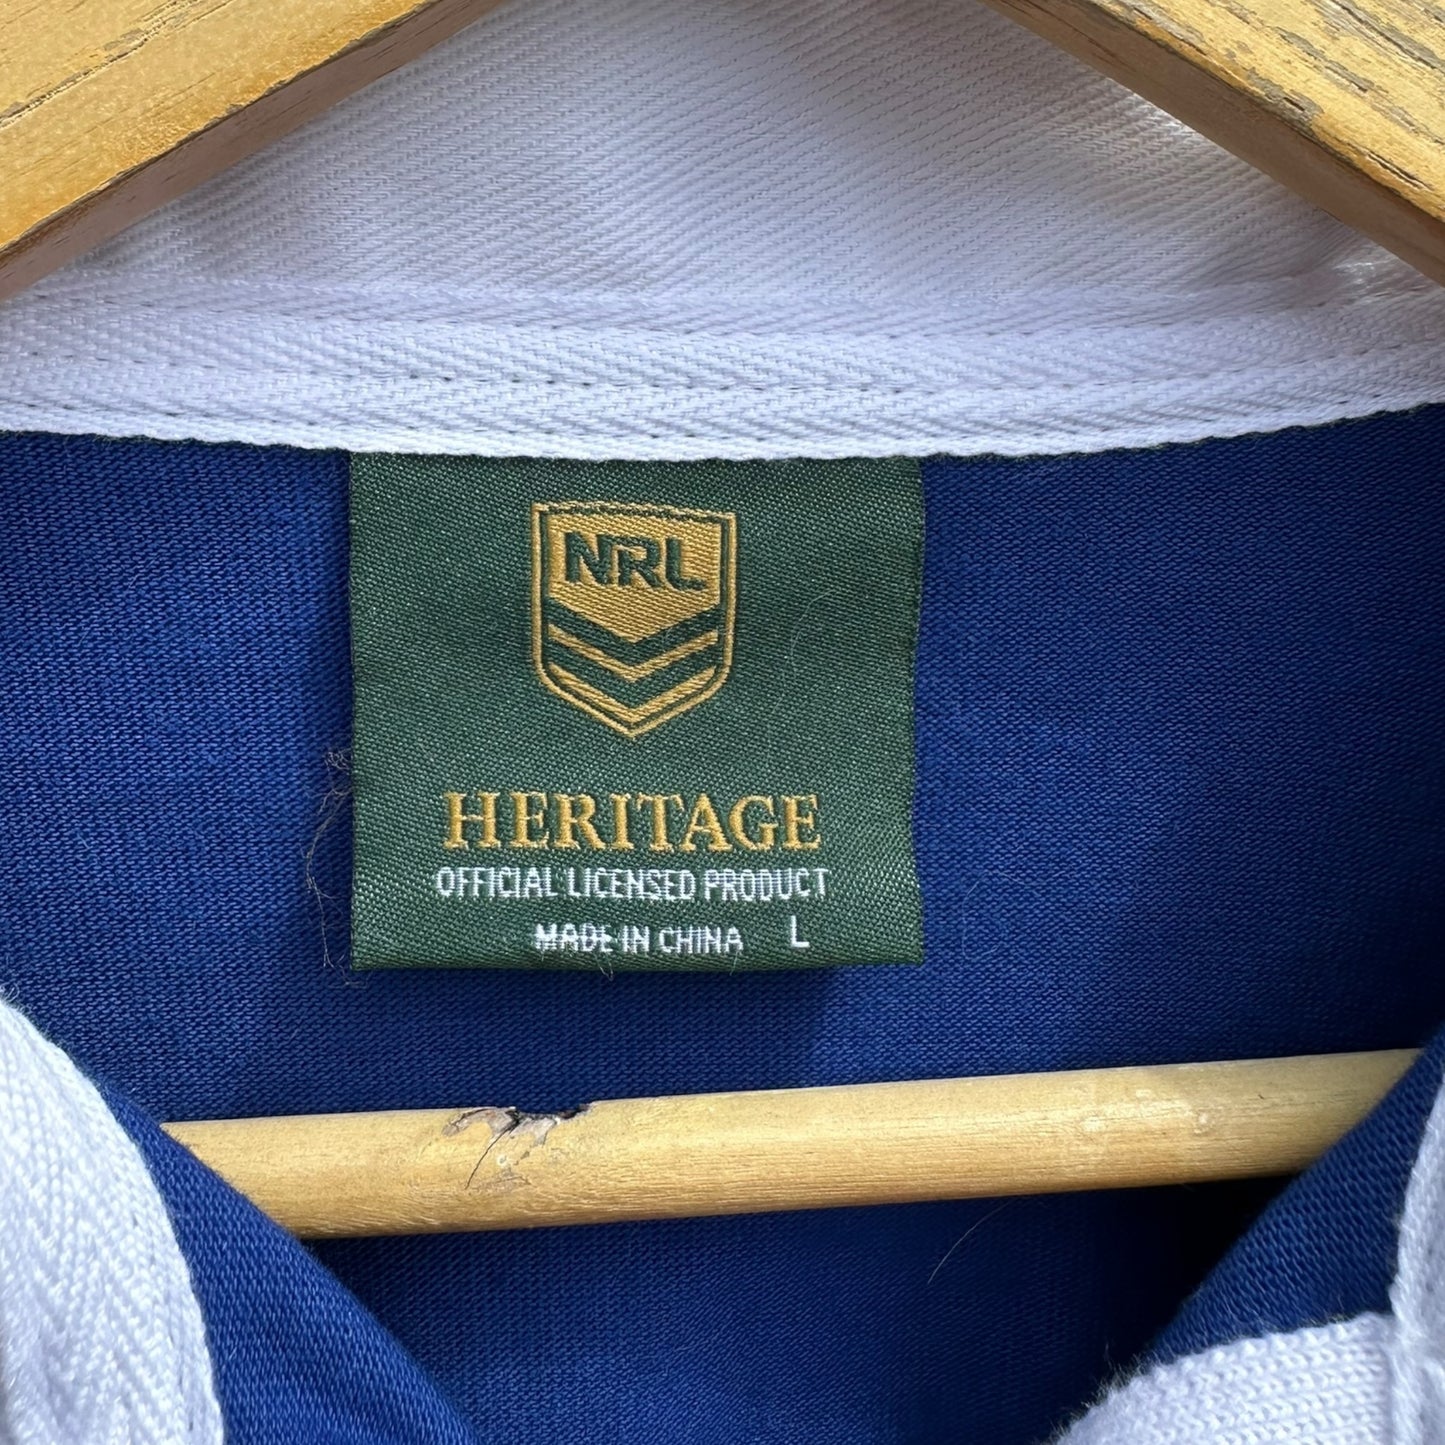 NRL
HERITAGE
OFFICIAL LICENSED PRODUCT
MADE IN CHINA L